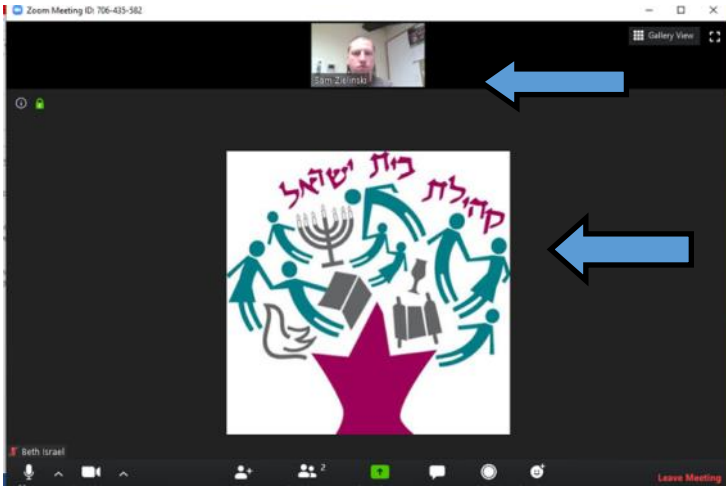 Zoom Meeting ID: 706-435-582
Gallery View
Sam Zielinski
קהילת בית ישראל
Beth Israel
2
Leave Meeting